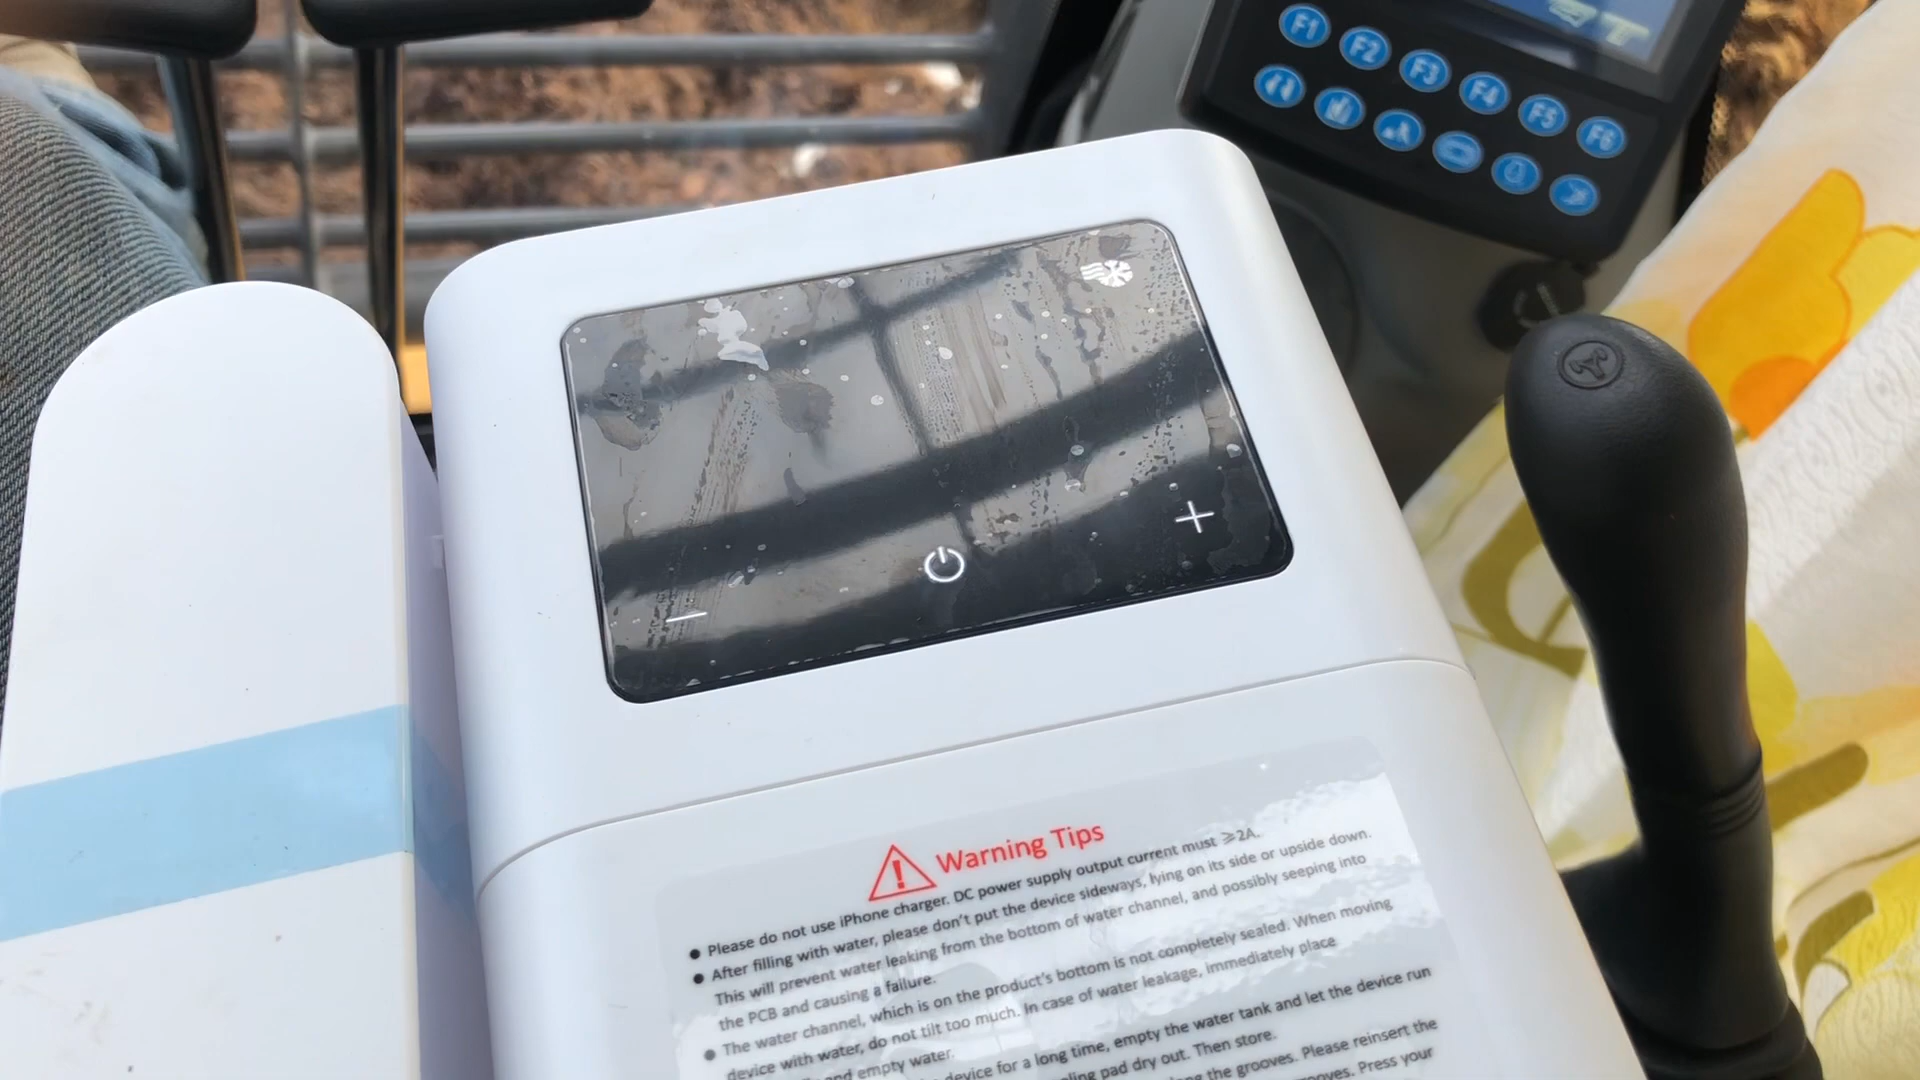 F1 F2 F3 F4 F5 F6
Warning Tips
Please do not use iPhone charger. DC power supply output current must ≥2A.
After filling with water, please don't put the device sideways, lying on its side or upside down.
This will prevent water leaking from the bottom of water channel, and possibly seeping into
the PCB and causing a failure.
The water channel, which is on the product's bottom is not completely sealed. When moving
device with water, do not tilt too much. In case of water leakage, immediately place
and empty water.
device for a long time, empty the water tank and let the device run
pad dry out. Then store.
the grooves. Please reinsert the
Press your